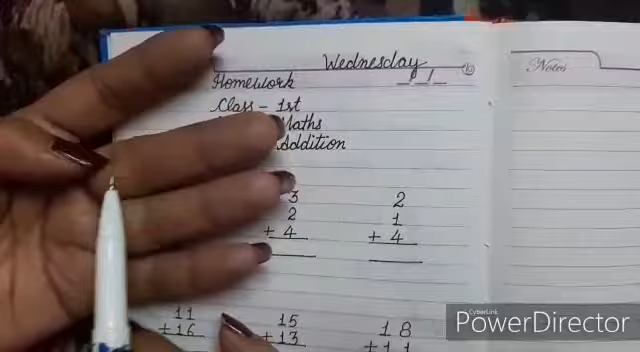 Wednesday
Homework
Class - 1st
Maths
Addition
Notes
3 2
2 1
+ 4 + 4
11 15 18
+16 +13 +11
CyberLink
PowerDirector